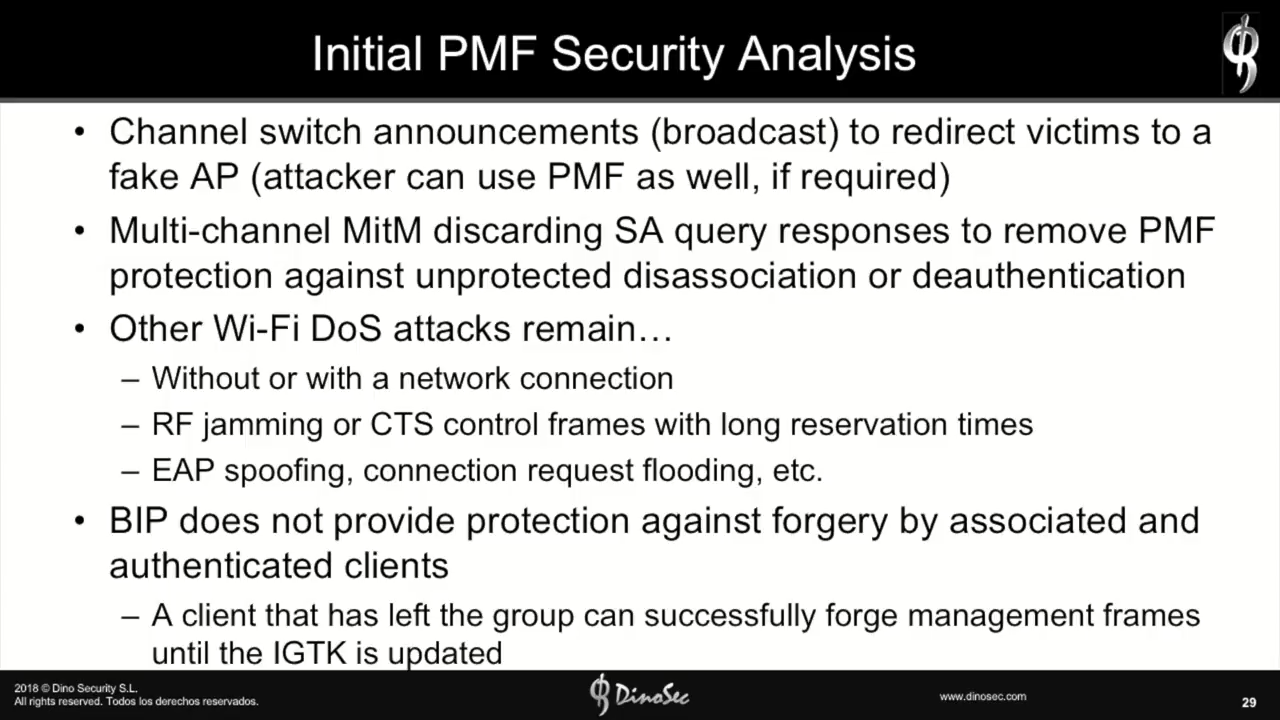 Initial PMF Security Analysis
• Channel switch announcements (broadcast) to redirect victims to a
fake AP (attacker can use PMF as well, if required)
• Multi-channel MitM discarding SA query responses to remove PMF
protection against unprotected disassociation or deauthentication
• Other Wi-Fi DoS attacks remain…
– Without or with a network connection
– RF jamming or CTS control frames with long reservation times
– EAP spoofing, connection request flooding, etc.
• BIP does not provide protection against forgery by associated and
authenticated clients
– A client that has left the group can successfully forge management frames
until the IGTK is updated
2018 © Dino Security S.L.
All rights reserved. Todos los derechos reservados.
DinoSec
www.dinosec.com
29